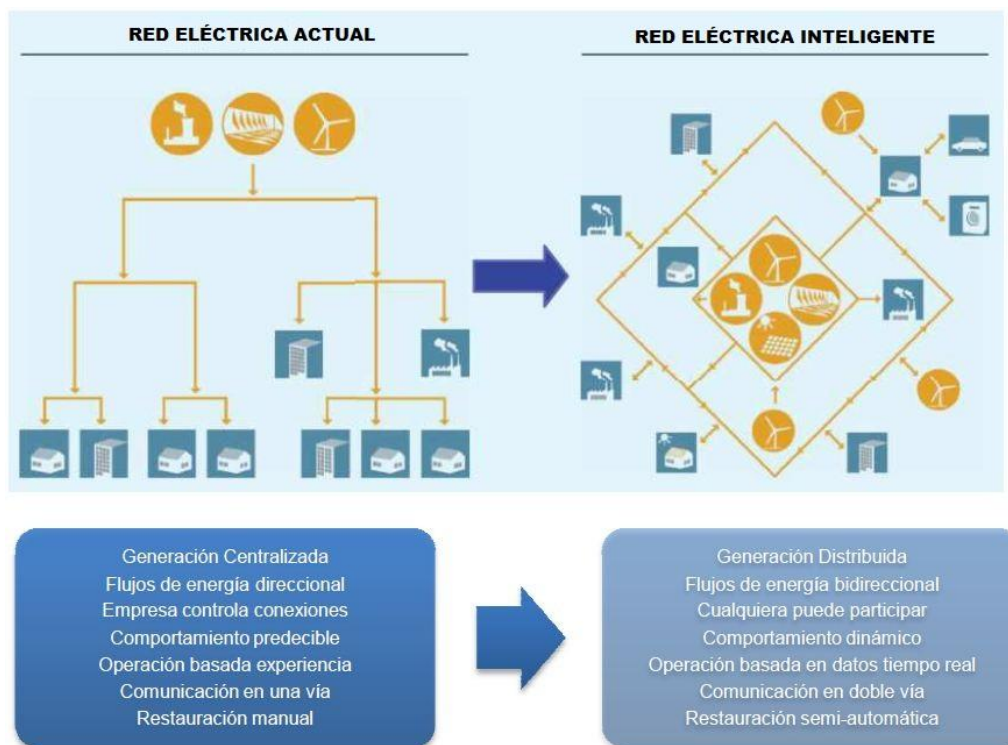 RED ELÉCTRICA ACTUAL
RED ELÉCTRICA INTELIGENTE
Generación Centralizada
Flujos de energía direccional
Empresa controla conexiones
Comportamiento predecible
Operación basada experiencia
Comunicación en una vía
Restauración manual
Generación Distribuida
Flujos de energía bidireccional
Cualquiera puede participar
Comportamiento dinámico
Operación basada en datos tiempo real
Comunicación en doble vía
Restauración semi-automática